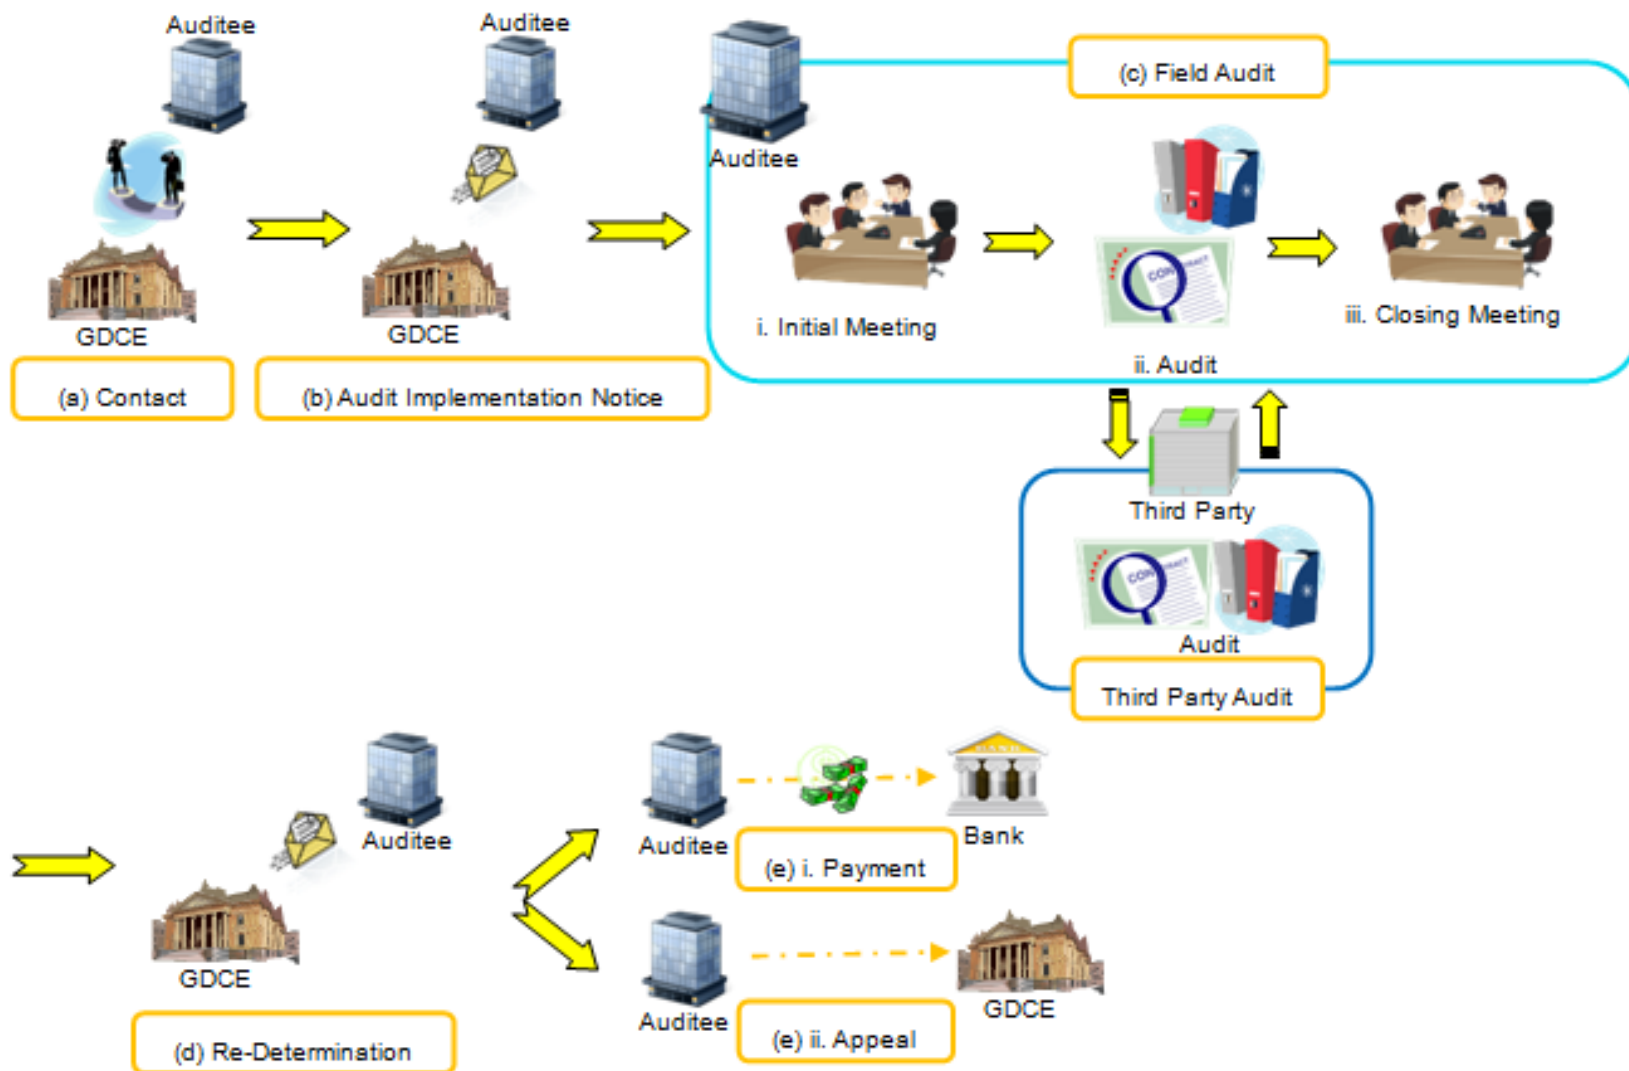 Auditee
Auditee
(c) Field Audit
Auditee
GDCE
GDCE
i. Initial Meeting
iii. Closing Meeting
ii. Audit
(a) Contact
(b) Audit Implementation Notice
Third Party
Audit
Third Party Audit
BANK
Auditee
Auditee
Bank
(e) i. Payment
GDCE
(d) Re-Determination
Auditee
GDCE
(e) ii. Appeal